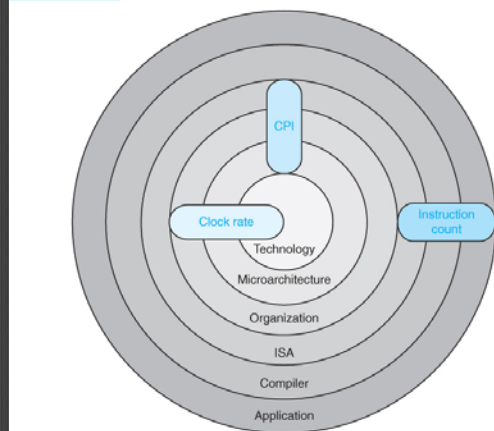 CPI
Clock rate
Instruction
count
Technology
Microarchitecture
Organization
ISA
Compiler
Application